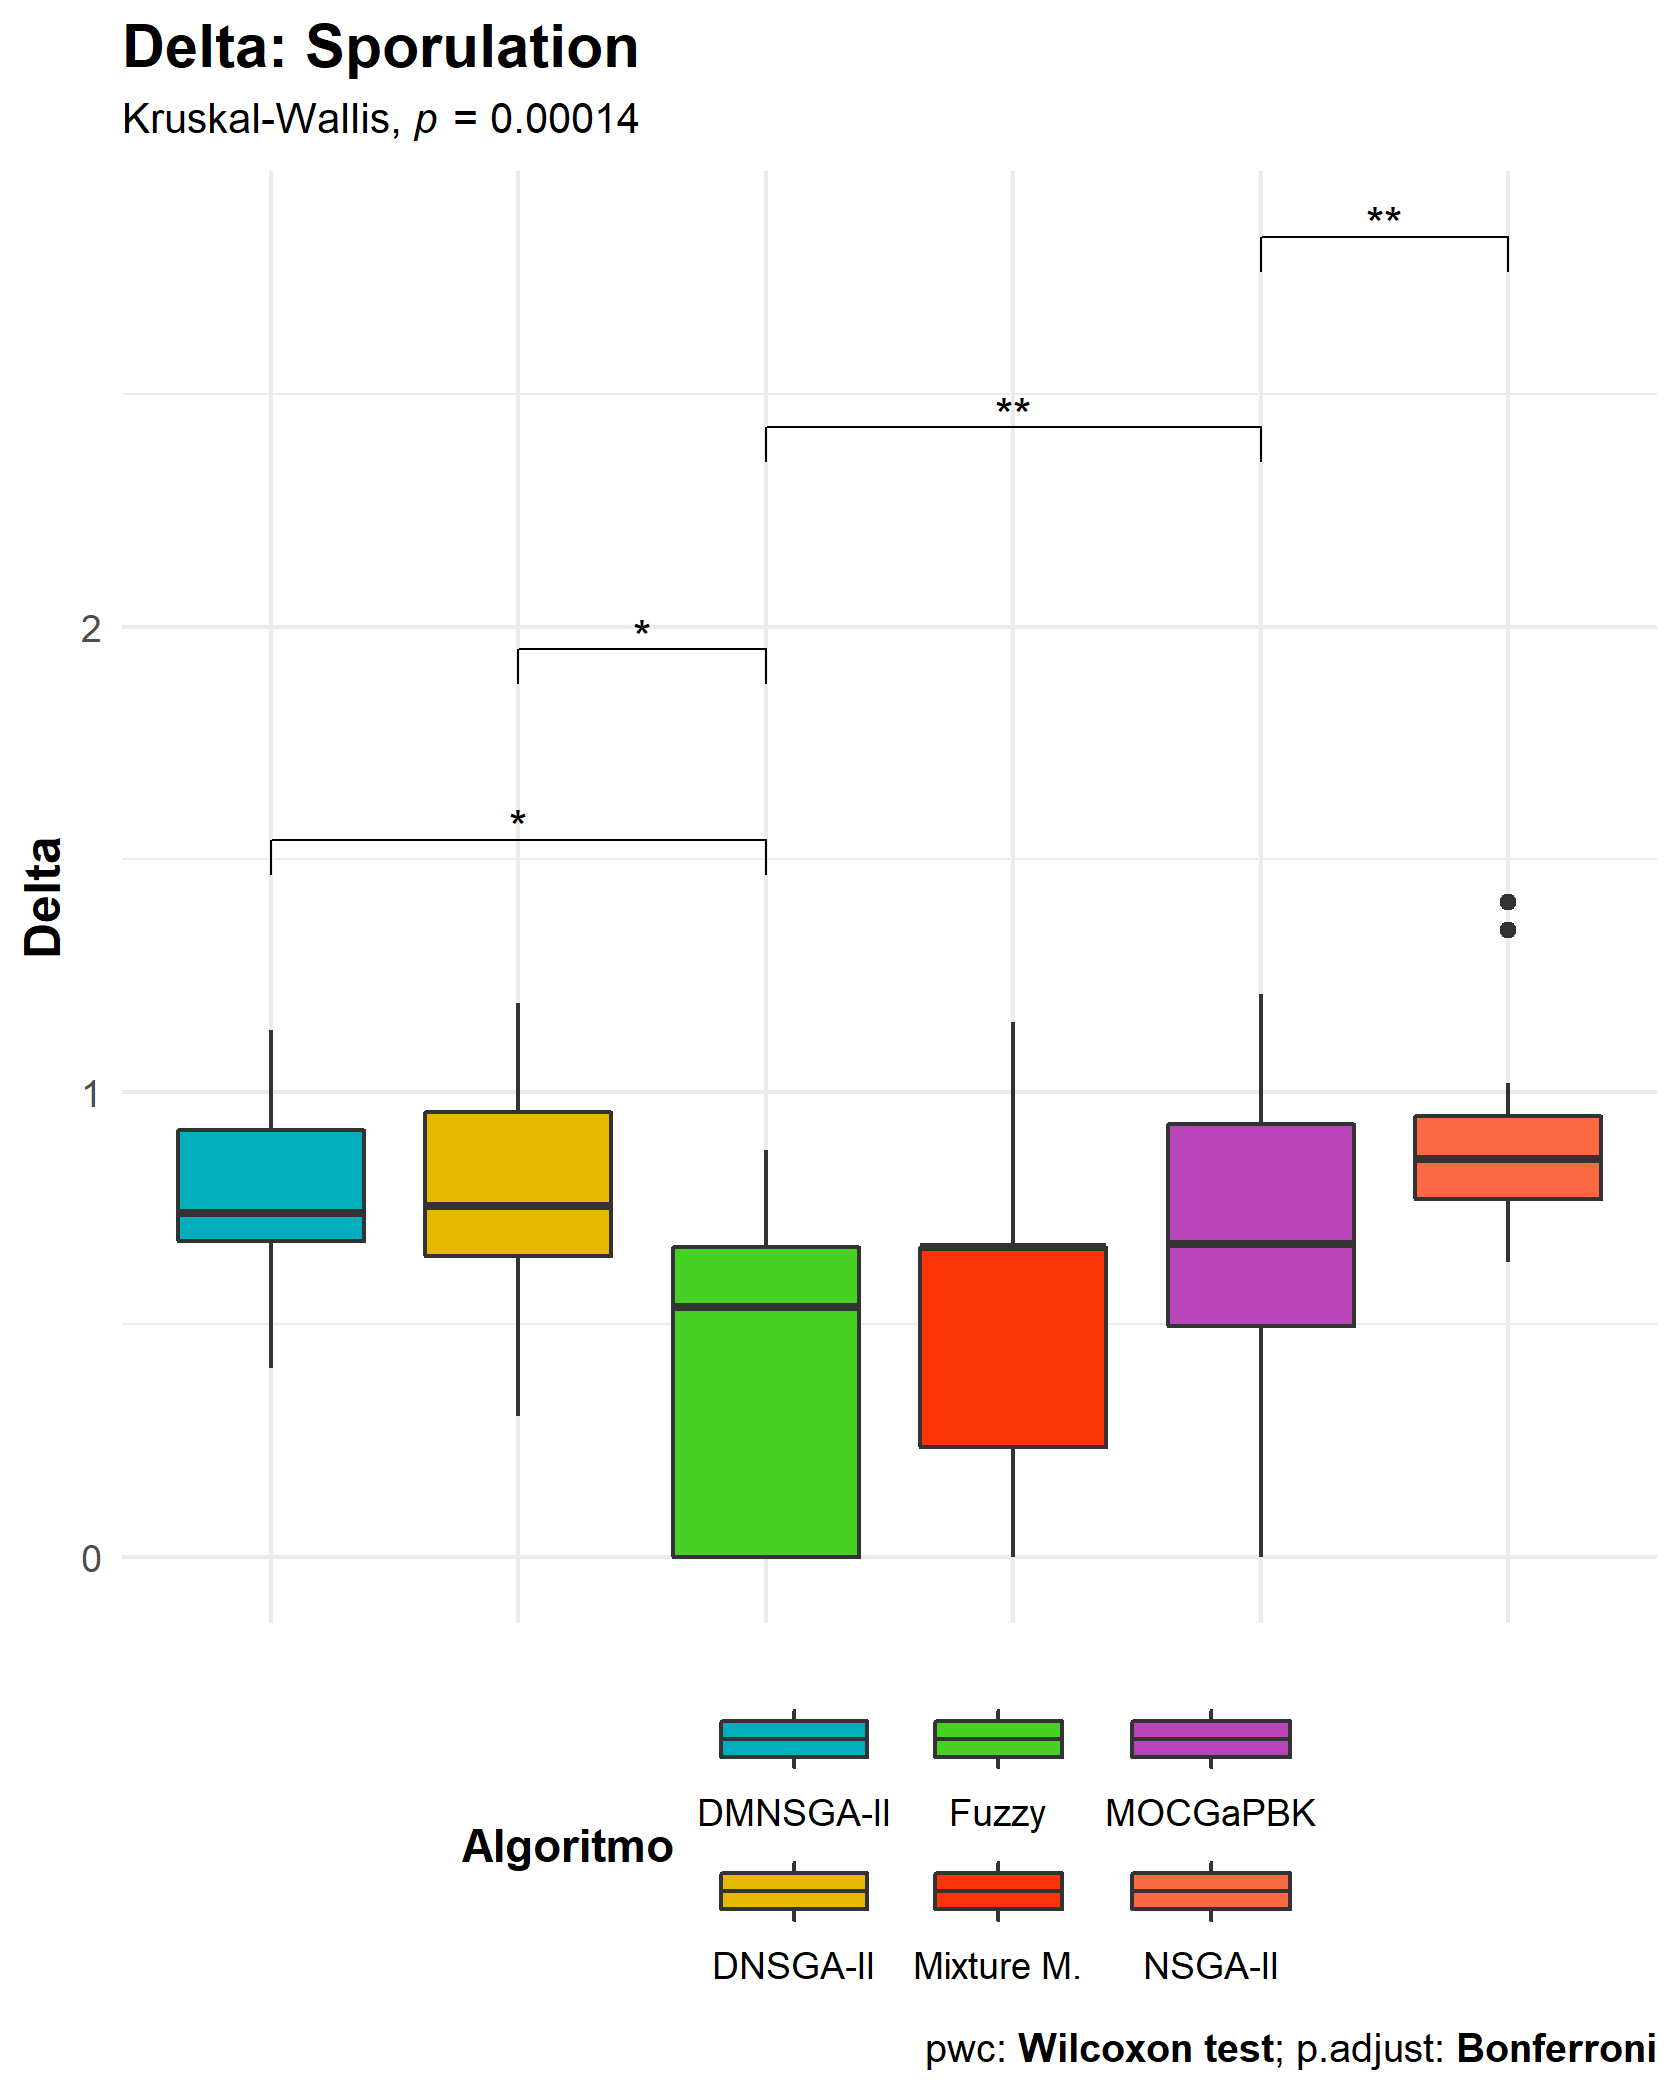 Delta: Sporulation
Kruskal-Wallis, p = 0.00014
**
**
2
*
*
Delta
1
0
DMNSGA-II Fuzzy MOCGaPBK
Algoritmo
DNSGA-II Mixture M. NSGA-II
pwc: Wilcoxon test; p.adjust: Bonferroni